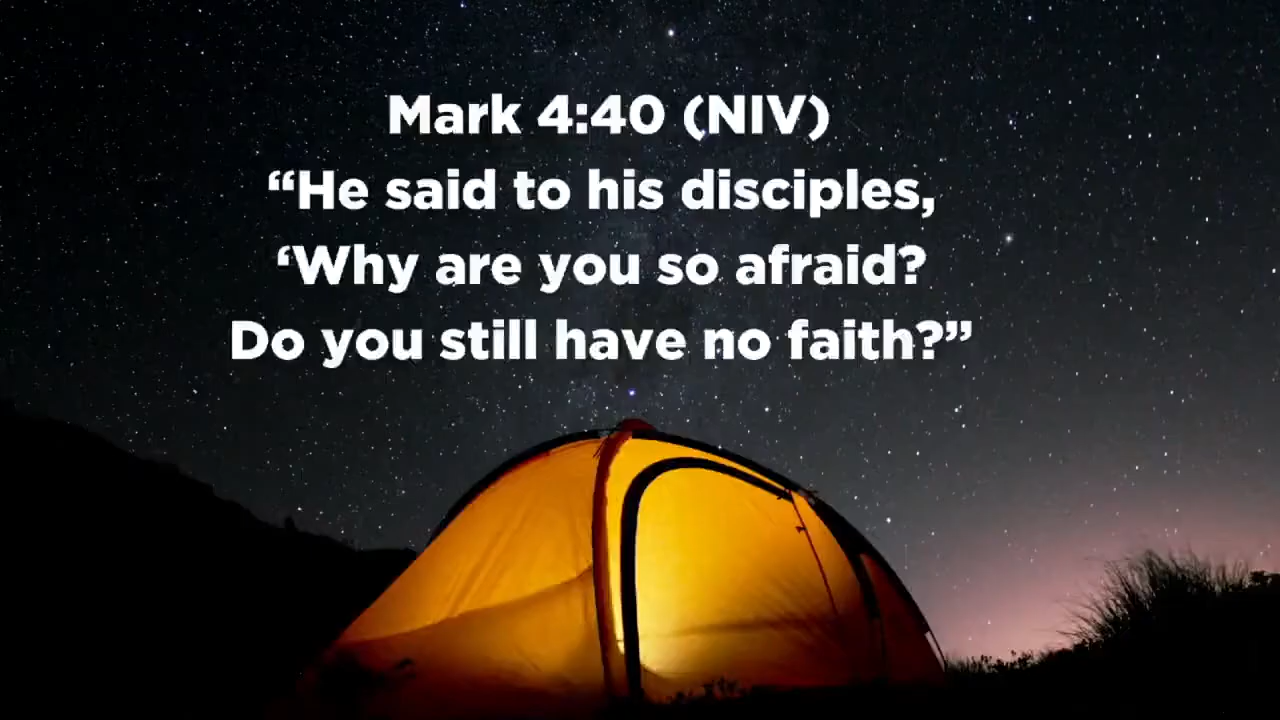 Mark 4:40 (NIV)
“He said to his disciples,
‘Why are you so afraid?
Do you still have no faith?”